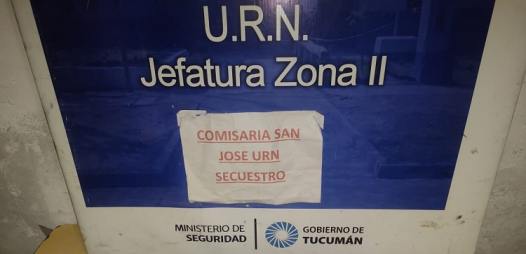 U.R.N.
Jefatura Zona II
COMISARIA SAN
JOSE URN
SECUESTRO
MINISTERIO DE
SEGURIDAD
GOBIERNO DE
TUCUMÁN